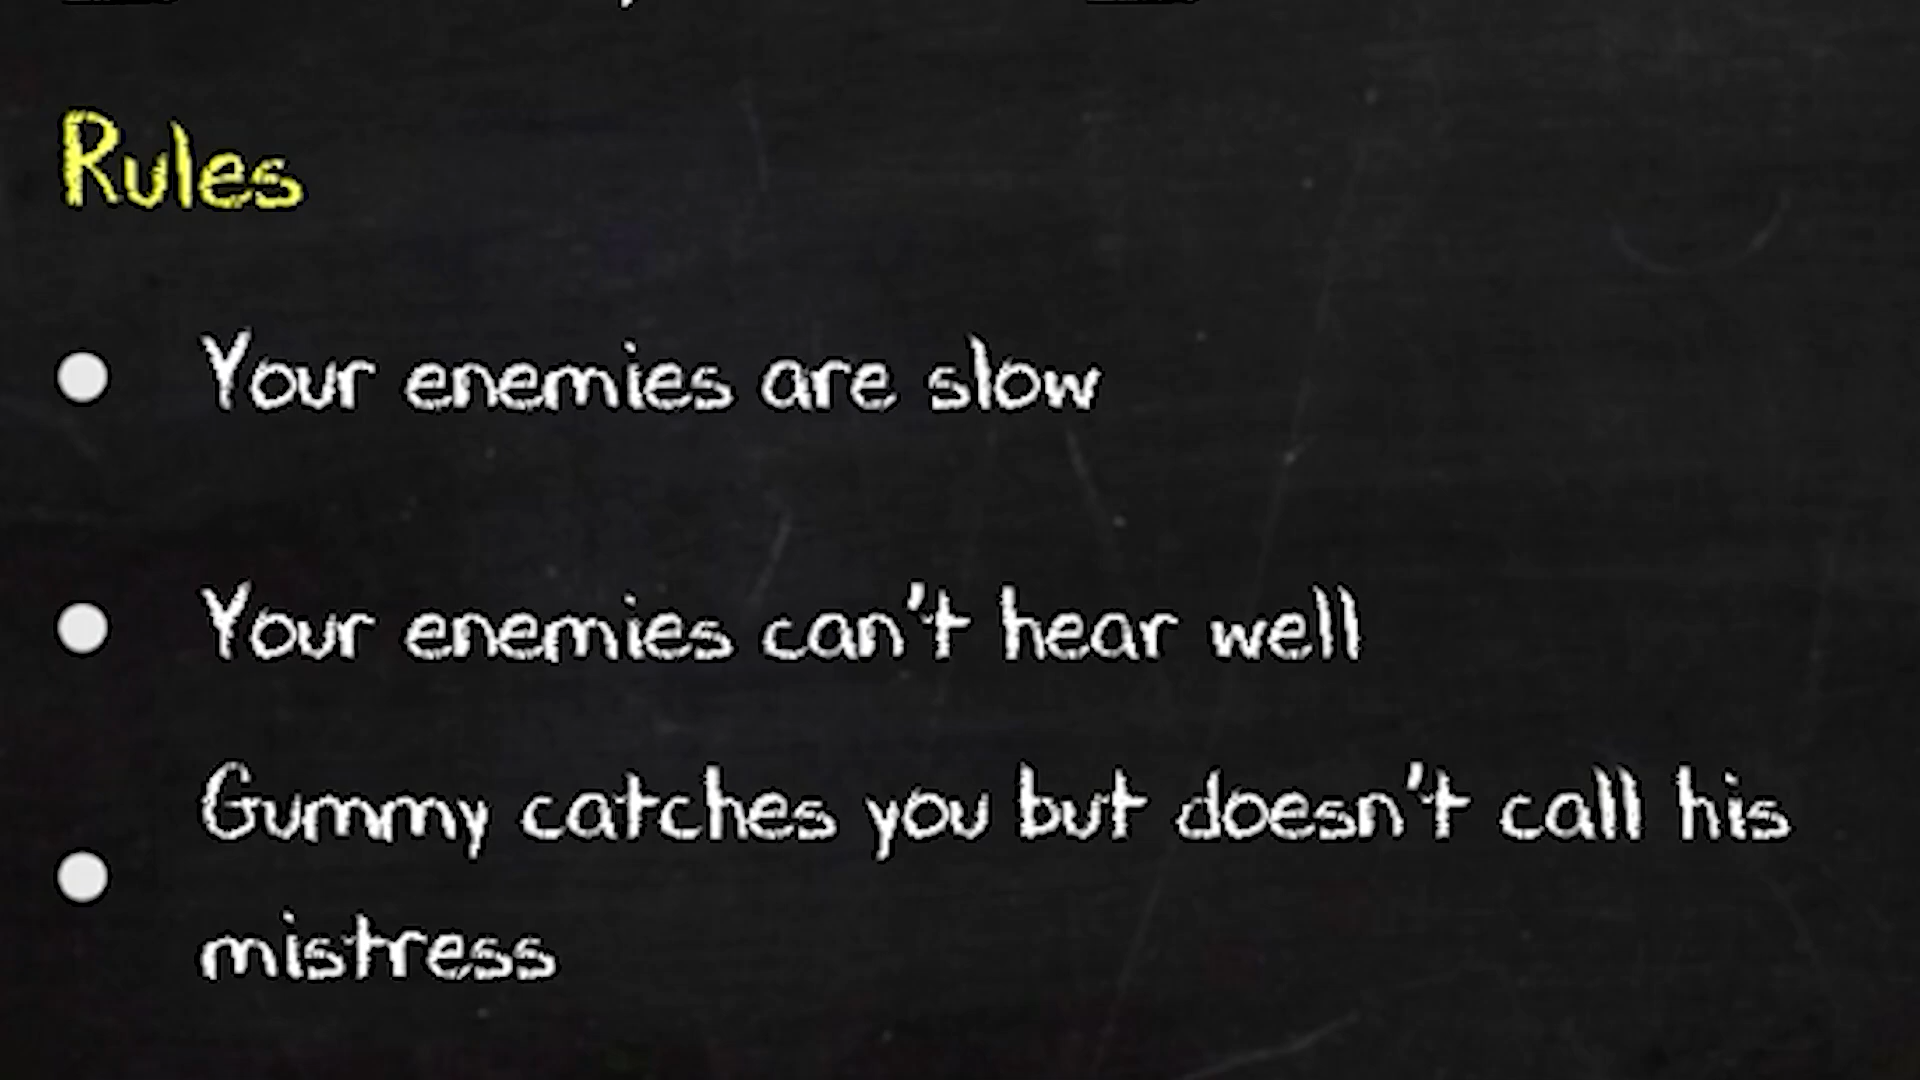 Rules
Your enemies are slow
Your enemies can't hear well
Gummy catches you but doesn't call his
mistress